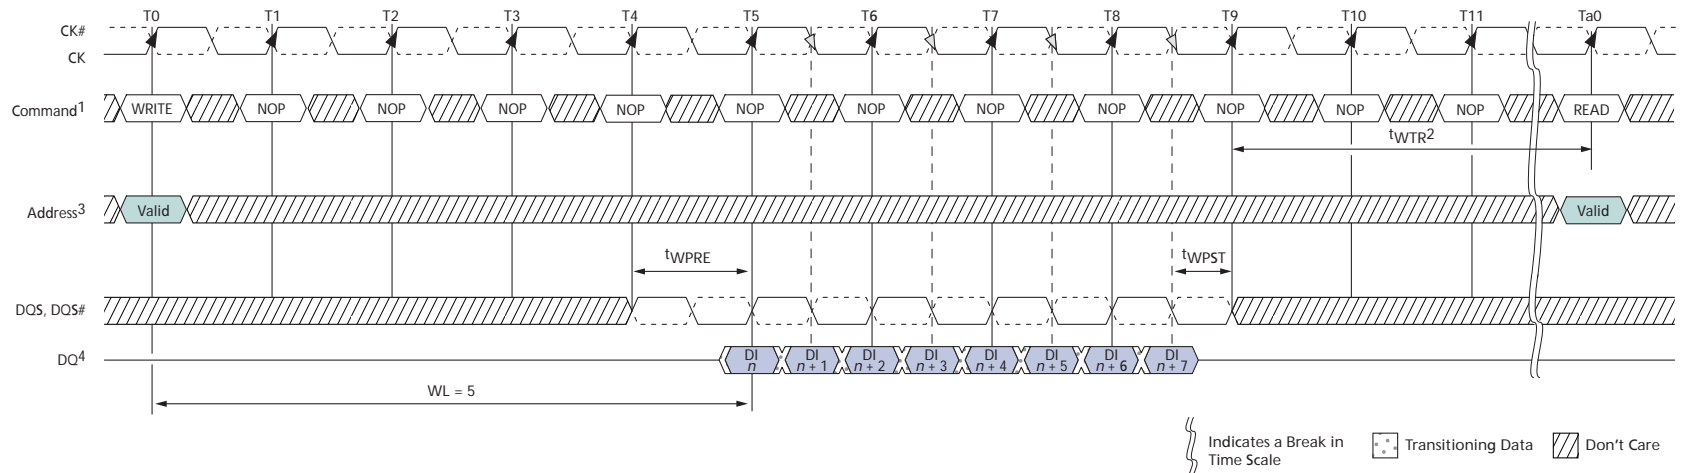 T0 T1 T2 T3 T4 T5 T6 T7 T8 T9 T10 T11 Ta0
CK#
CK
Command1 WRITE NOP NOP NOP NOP NOP NOP NOP NOP NOP NOP NOP READ
tWTR2
Address3 Valid Valid
tWPRE tWPST
DQS, DQS#
DQ4 DI n DI n + 1 DI n + 2 DI n + 3 DI n + 4 DI n + 5 DI n + 6 DI n + 7
WL = 5
Indicates a Break in
Time Scale
Transitioning Data
Don't Care